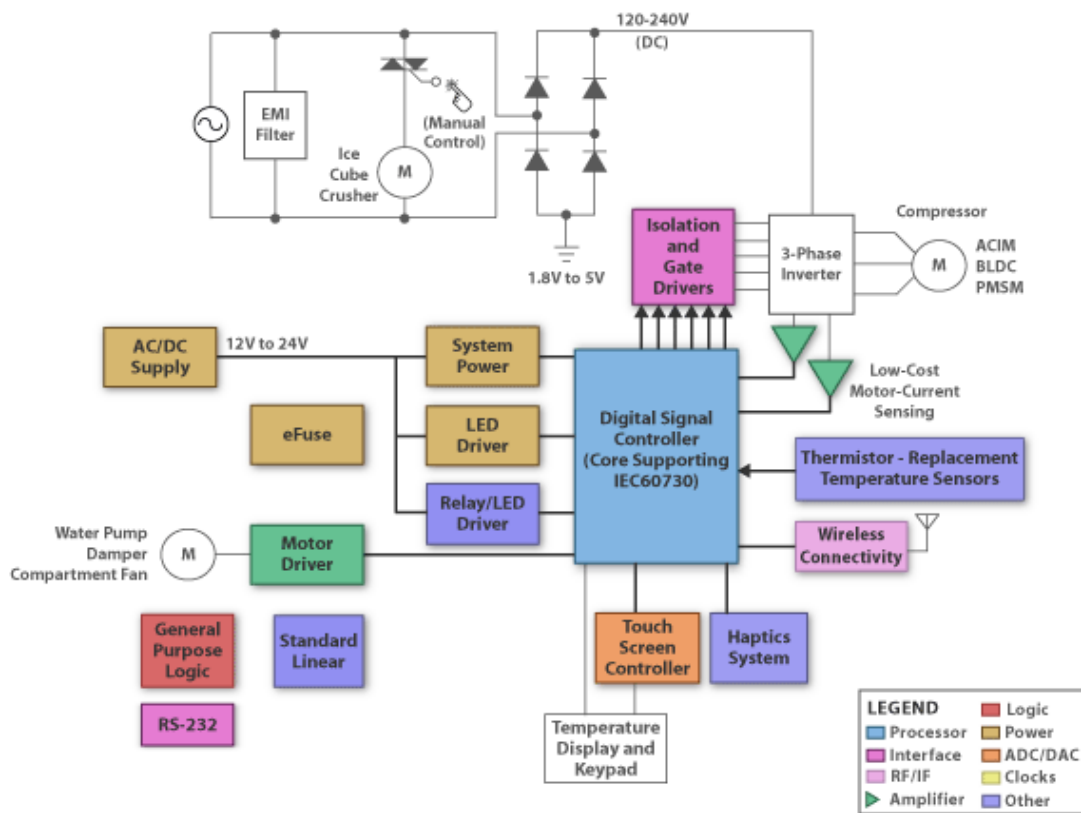 120-240V
(DC)
EMI
Filter
(Manual
Control)
Ice
Cube
Crusher
M
1.8V to 5V
Isolation
and
Gate
Drivers
3-Phase
Inverter
Compressor
M
ACIM
BLDC
PMSM
AC/DC
Supply
12V to 24V
System
Power
eFuse
LED
Driver
Relay/LED
Driver
Digital Signal
Controller
(Core Supporting
IEC60730)
Low-Cost
Motor-Current
Sensing
Thermistor - Replacement
Temperature Sensors
Wireless
Connectivity
Water Pump
Damper
Compartment Fan
M
Motor
Driver
General
Purpose
Logic
Standard
Linear
RS-232
Touch
Screen
Controller
Haptics
System
Temperature
Display and
Keypad
LEGEND
Processor
Interface
RF/IF
Amplifier
Logic
Power
ADC/DAC
Clocks
Other